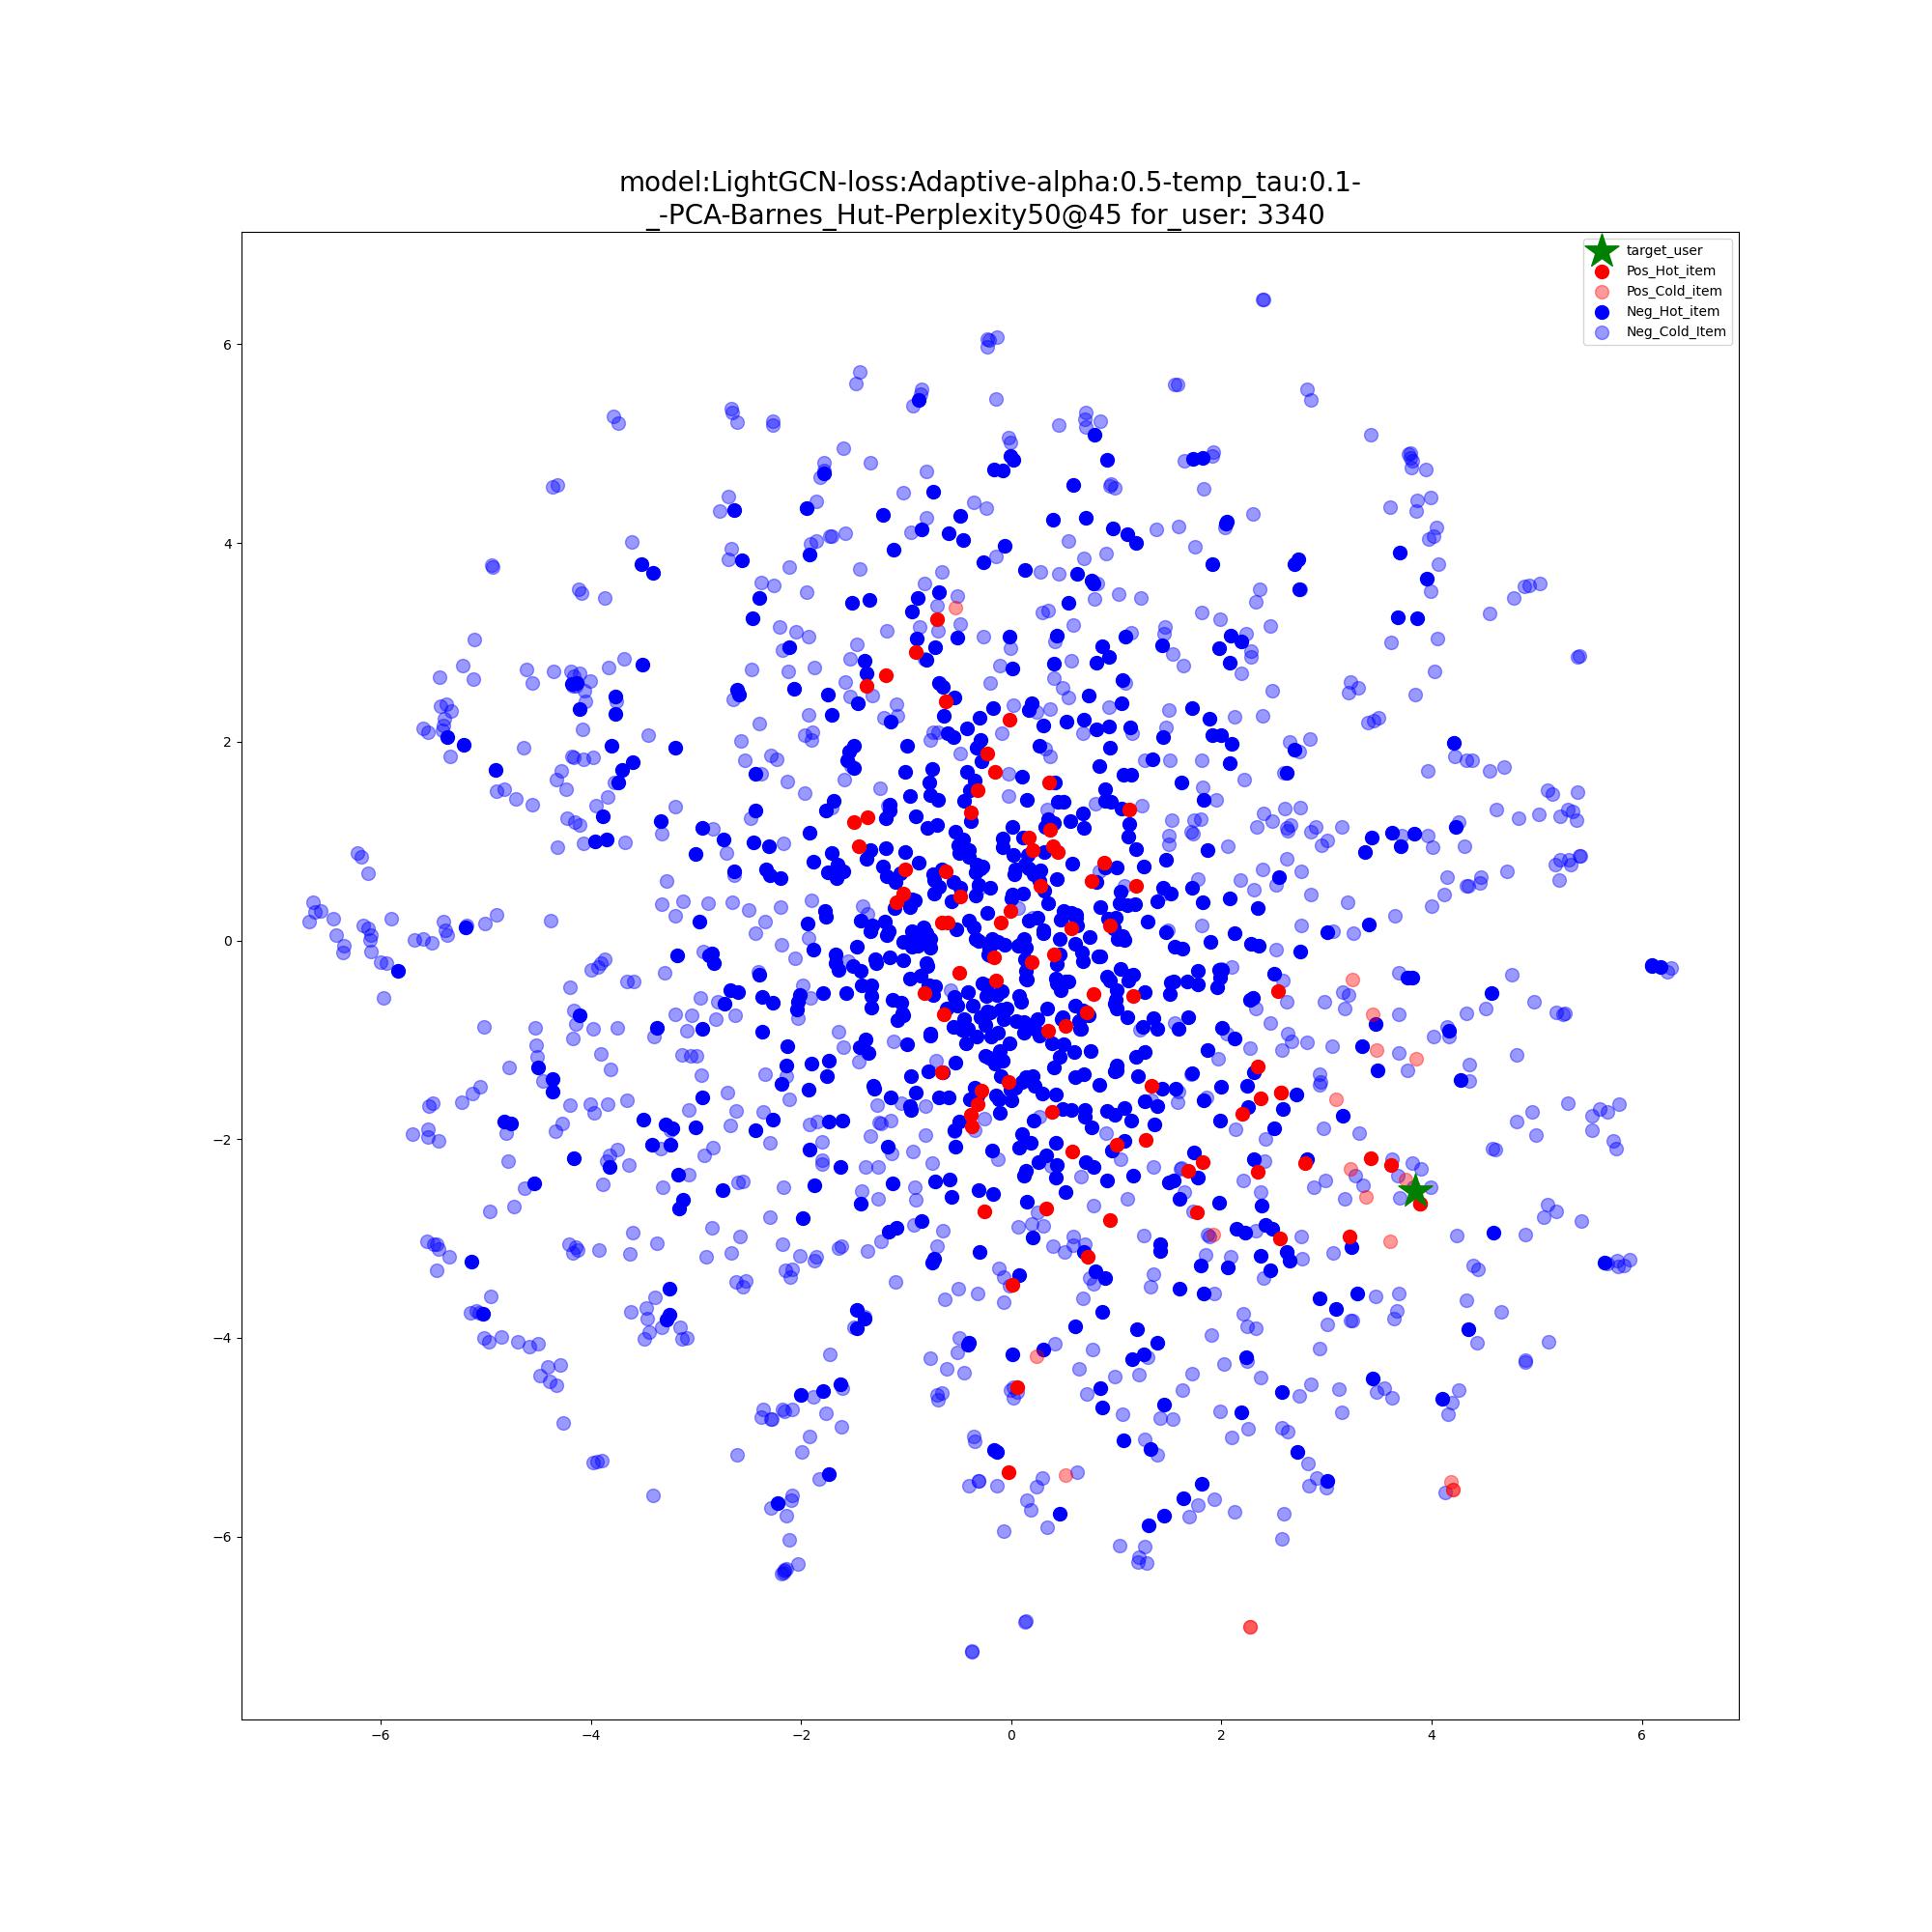 model:LightGCN-loss:Adaptive-alpha:0.5-temp_tau:0.1-
_-PCA-Barnes_Hut-Perplexity50@45 for_user: 3340
target_user
Pos_Hot_item
Pos_Cold_item
Neg_Hot_item
Neg_Cold_Item
6
4
2
0
−2
−4
−6
−6
−4
−2
0
2
4
6